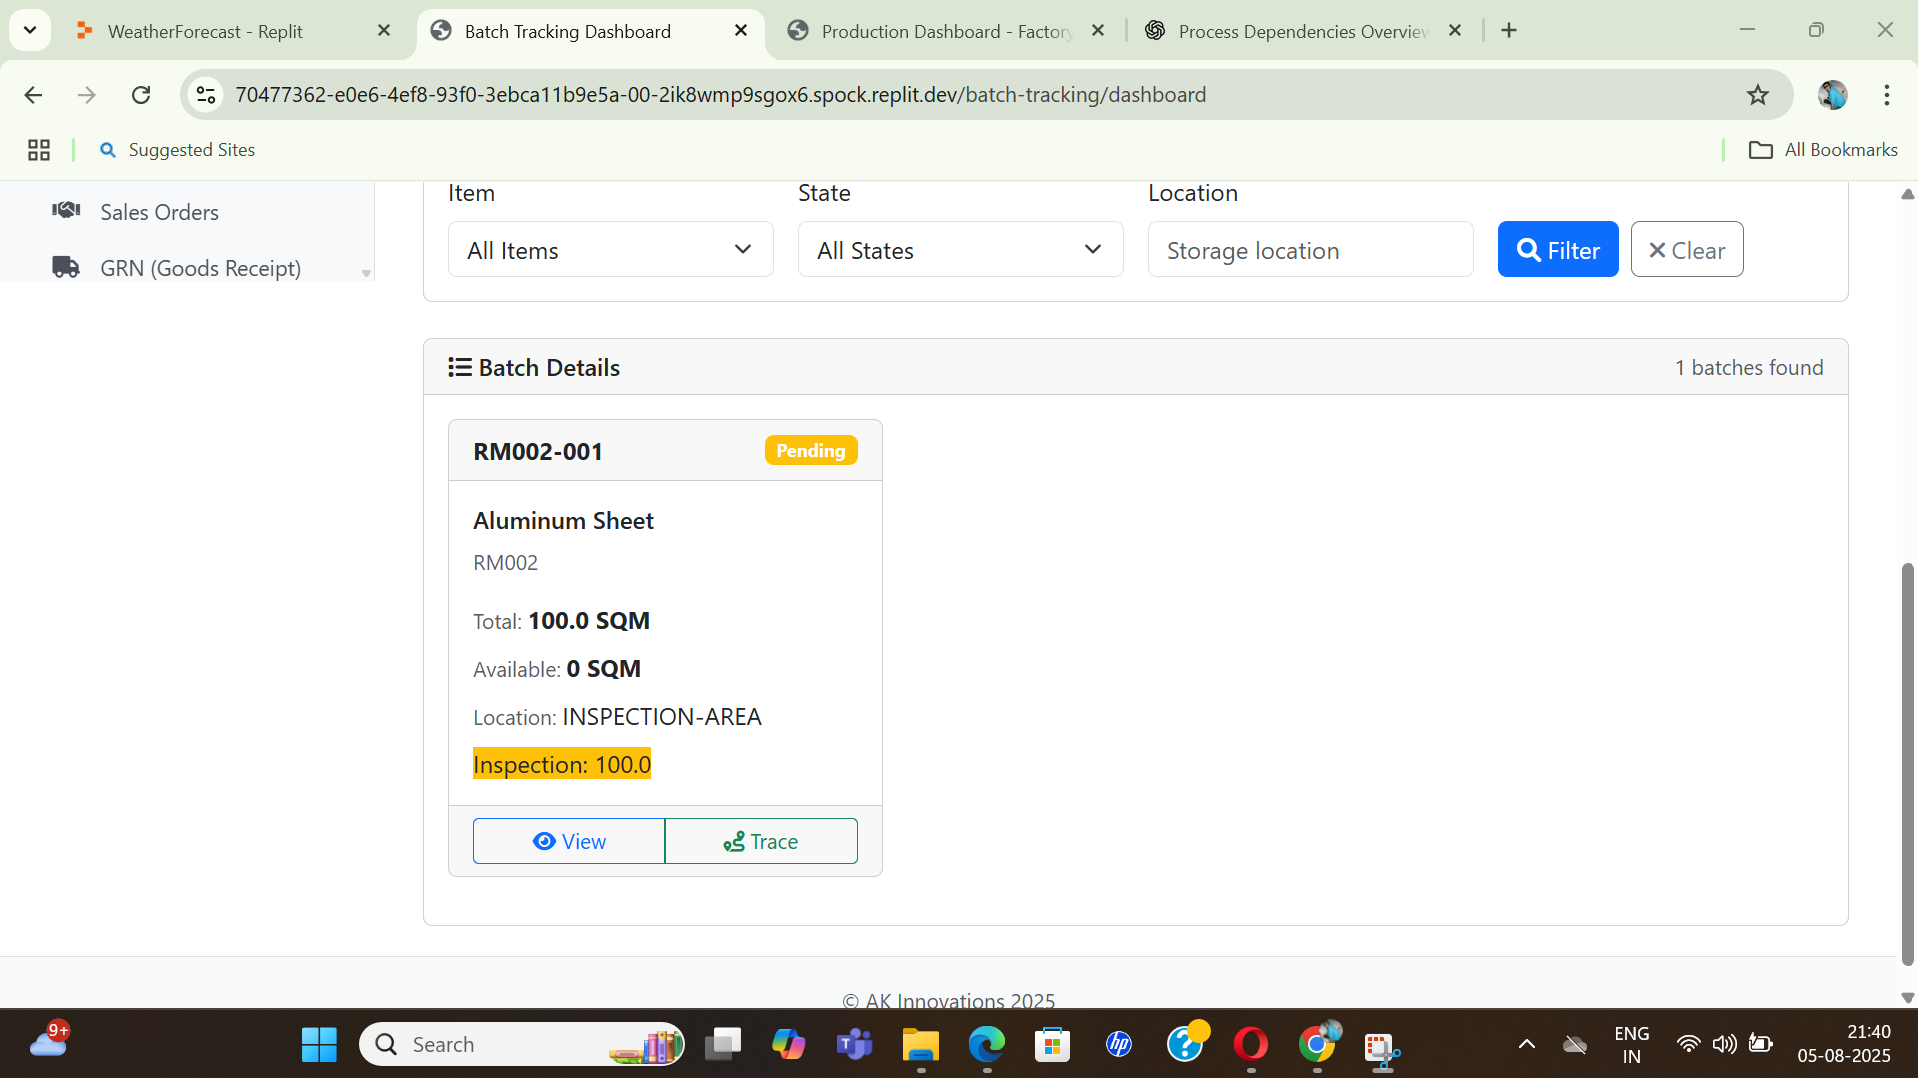 WeatherForecast - Replit
Batch Tracking Dashboard
Production Dashboard - Factory
Process Dependencies Overview
70477362-e0e6-4ef8-93f0-3ebca11b9e5a-00-2ik8wmp9sgox6.spock.replit.dev/batch-tracking/dashboard
Suggested Sites
All Bookmarks
Sales Orders
GRN (Goods Receipt)
Item
State
Location
All Items
All States
Storage location
Filter
Clear
Batch Details
1 batches found
RM002-001
Pending
Aluminum Sheet
RM002
Total: 100.0 SQM
Available: 0 SQM
Location: INSPECTION-AREA
Inspection: 100.0
View
Trace
© AK Innovations 2025
9+
Search
T
hp
?
ENG
IN
21:40
05-08-2025